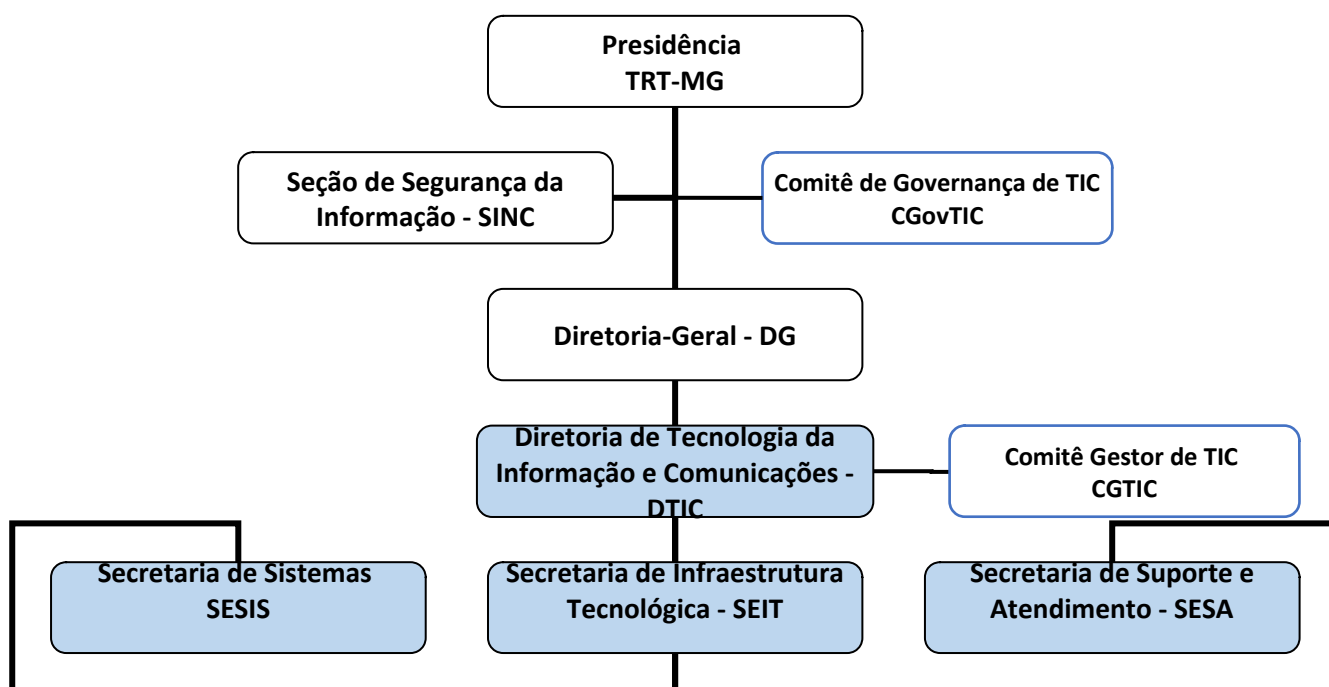 Presidência
TRT-MG
Seção de Segurança da
Informação - SINC
Comitê de Governança de TIC
CGovTIC
Diretoria-Geral - DG
Diretoria de Tecnologia da
Informação e Comunicações -
DTIC
Comitê Gestor de TIC
CGTIC
Secretaria de Sistemas
SESIS
Secretaria de Infraestrutura
Tecnológica - SEIT
Secretaria de Suporte e
Atendimento - SESA